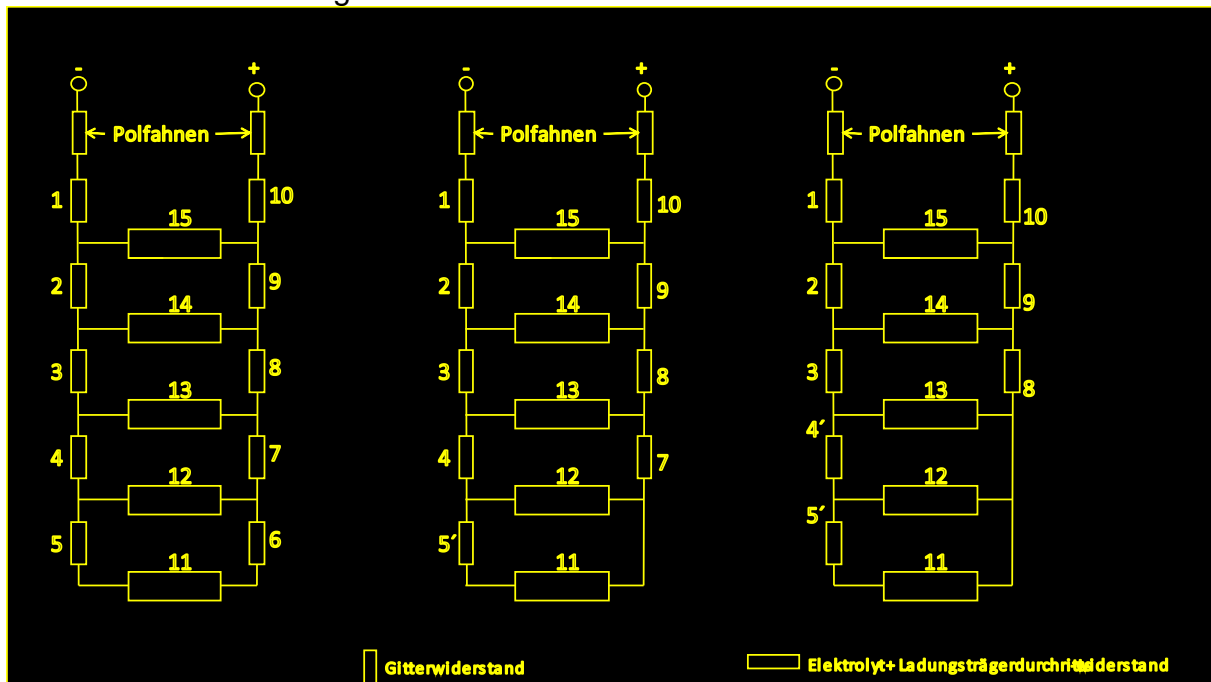 - + - + - +
Polfahnen Polfahnen Polfahnen
1 10 1 10 1 10
15 15 15
2 9 2 9 2 9
14 14 14
3 8 3 8 3 8
13 13 13
4 7 4 7 4´
12 12 12
5 6 5´ 5´
11 11 11
Gitterwiderstand
Elektrolyt+